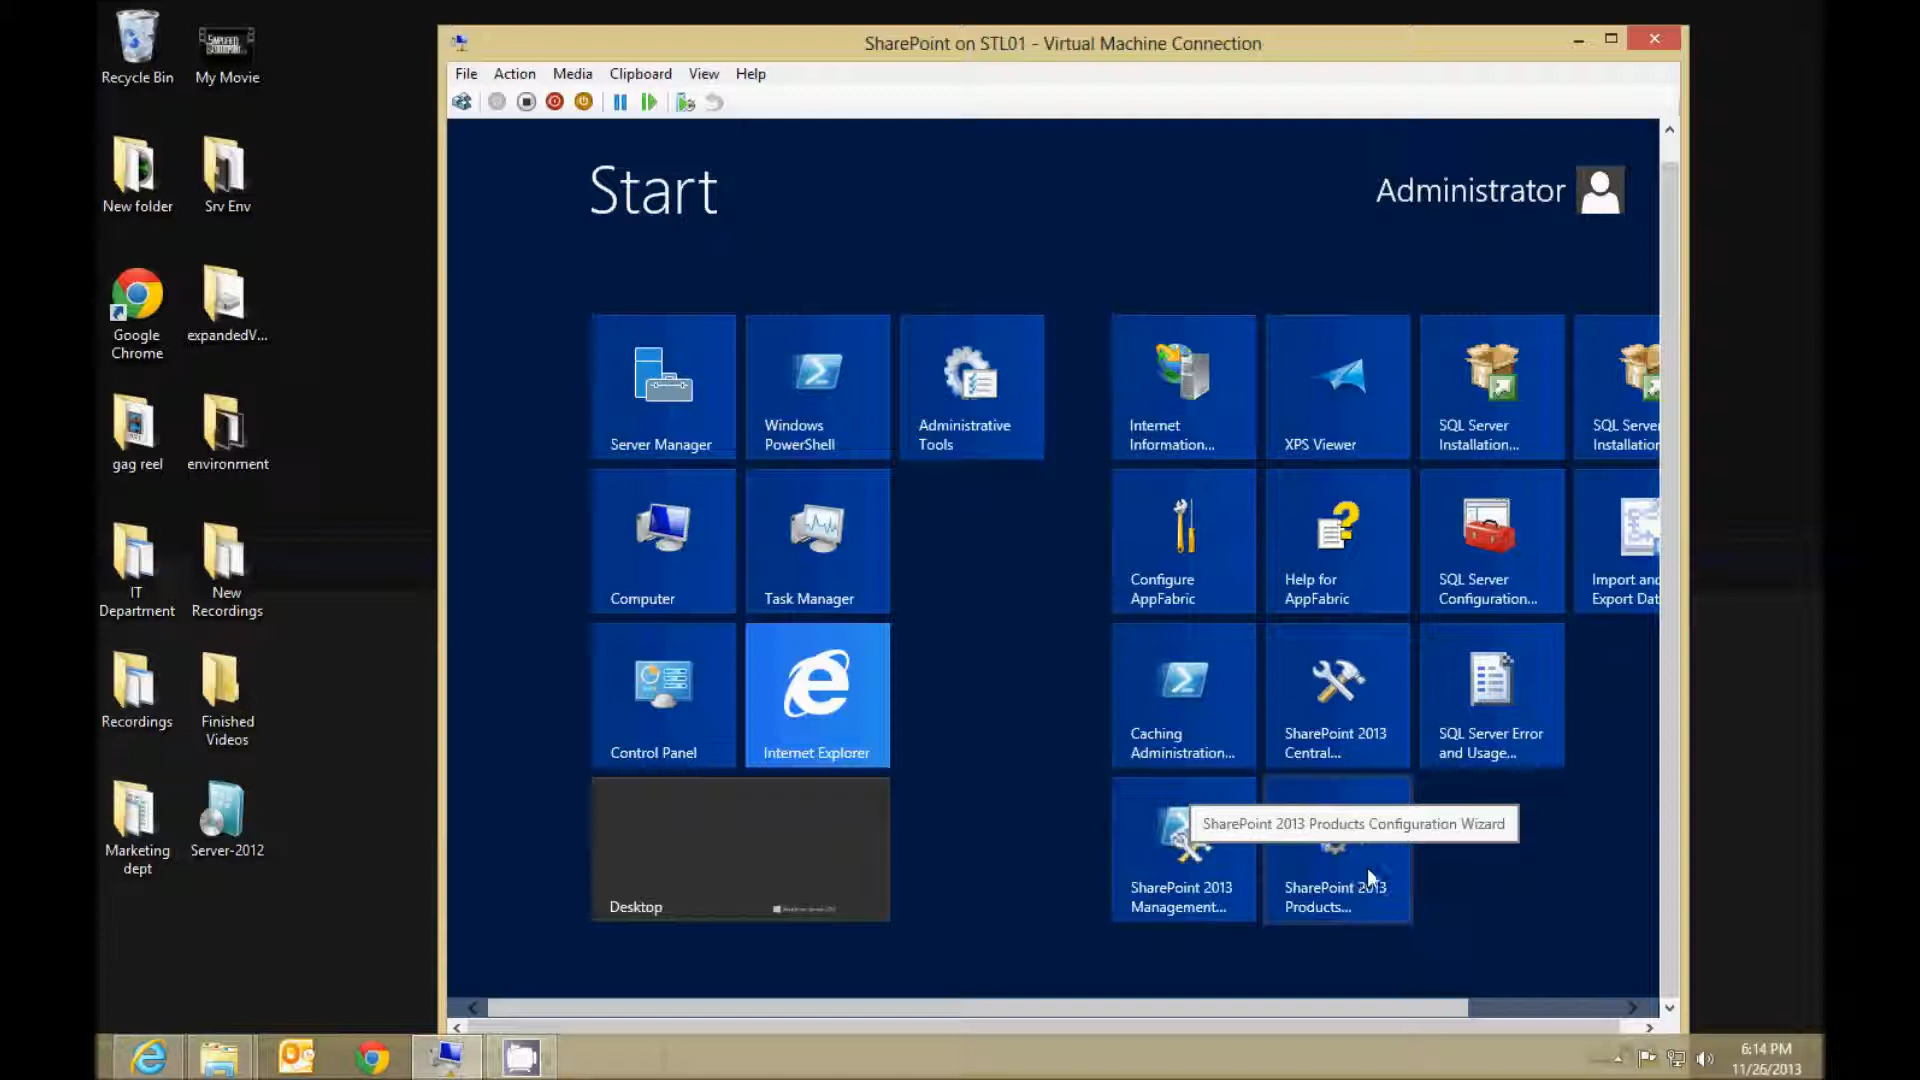 Recycle Bin
My Movie
New folder
Srv Env
Google
Chrome
expandedV...
gag reel
environment
IT
Department
New
Recordings
Recordings
Finished
Videos
Marketing
dept
Server-2012
SharePoint on STL01 - Virtual Machine Connection
File Action Media Clipboard View Help
Start
Administrator
Server Manager
Windows
PowerShell
Administrative
Tools
Internet
Information...
XPS Viewer
SQL Server
Installation...
SQL Server
Installation
Computer
Task Manager
Configure
AppFabric
Help for
AppFabric
SQL Server
Configuration...
Import and
Export Dat
Control Panel
Internet Explorer
Caching
Administration...
SharePoint 2013
Central...
SQL Server Error
and Usage...
Desktop
SharePoint 2013 Products Configuration Wizard
SharePoint 2013
Management...
SharePoint 2013
Products...
6:14 PM
11/26/2013